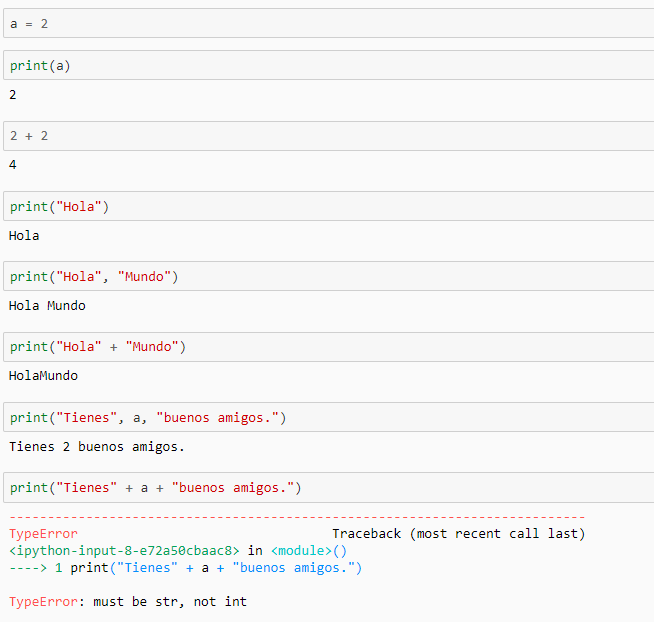 a = 2
print(a)
2
2 + 2
4
print("Hola")
Hola
print("Hola", "Mundo")
Hola Mundo
print("Hola" + "Mundo")
HolaMundo
print("Tienes", a, "buenos amigos.")
Tienes 2 buenos amigos.
print("Tienes" + a + "buenos amigos.")
---------------------------------------------------------------------------
TypeError                                 Traceback (most recent call last)
<ipython-input-8-e72a50cbaac8> in <module>()
----> 1 print("Tienes" + a + "buenos amigos.")
TypeError: must be str, not int